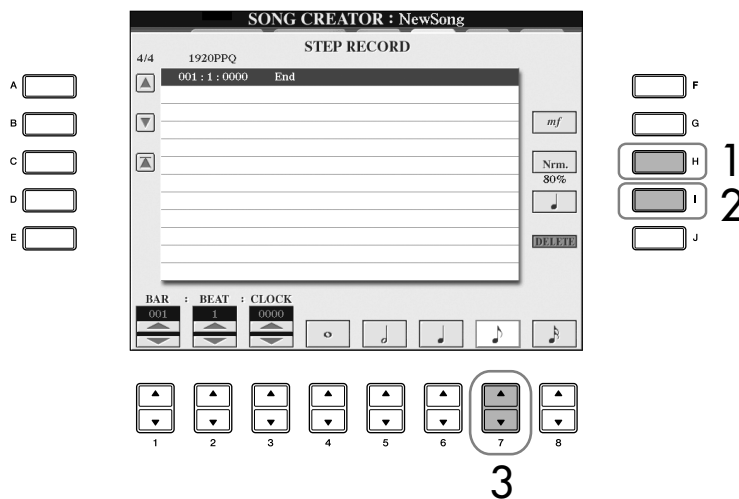 SONG CREATOR : NewSong
STEP RECORD
4/4 1920PPQ
001 : 1 : 0000 End
A
B
C
D
E
mf
Nrm.
80%
DELETE
F
G
H
I
J
1
2
BAR : BEAT : CLOCK
001 1 0000
1 2 3 4 5 6 7 8
3